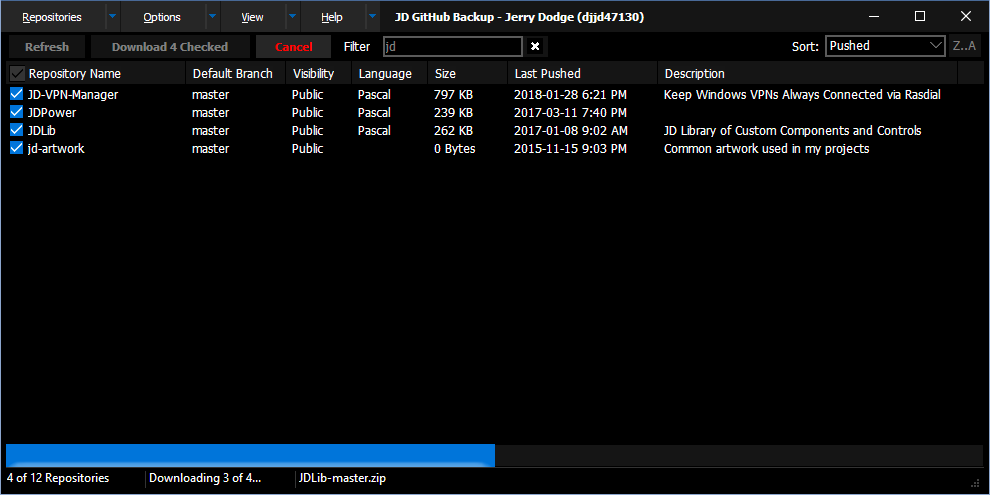 Repositories Options View Help JD GitHub Backup - Jerry Dodge (djjd47130)
Refresh Download 4 Checked Cancel Filter jd Sort: Pushed Z..A
Repository Name Default Branch Visibility Language Size Last Pushed Description
JD-VPN-Manager master Public Pascal 797 KB 2018-01-28 6:21 PM Keep Windows VPNs Always Connected via Rasdial
JDPower master Public Pascal 239 KB 2017-03-11 7:40 PM
JDLib master Public Pascal 262 KB 2017-01-08 9:02 AM JD Library of Custom Components and Controls
jd-artwork master Public 0 Bytes 2015-11-15 9:03 PM Common artwork used in my projects
4 of 12 Repositories Downloading 3 of 4... JDLib-master.zip